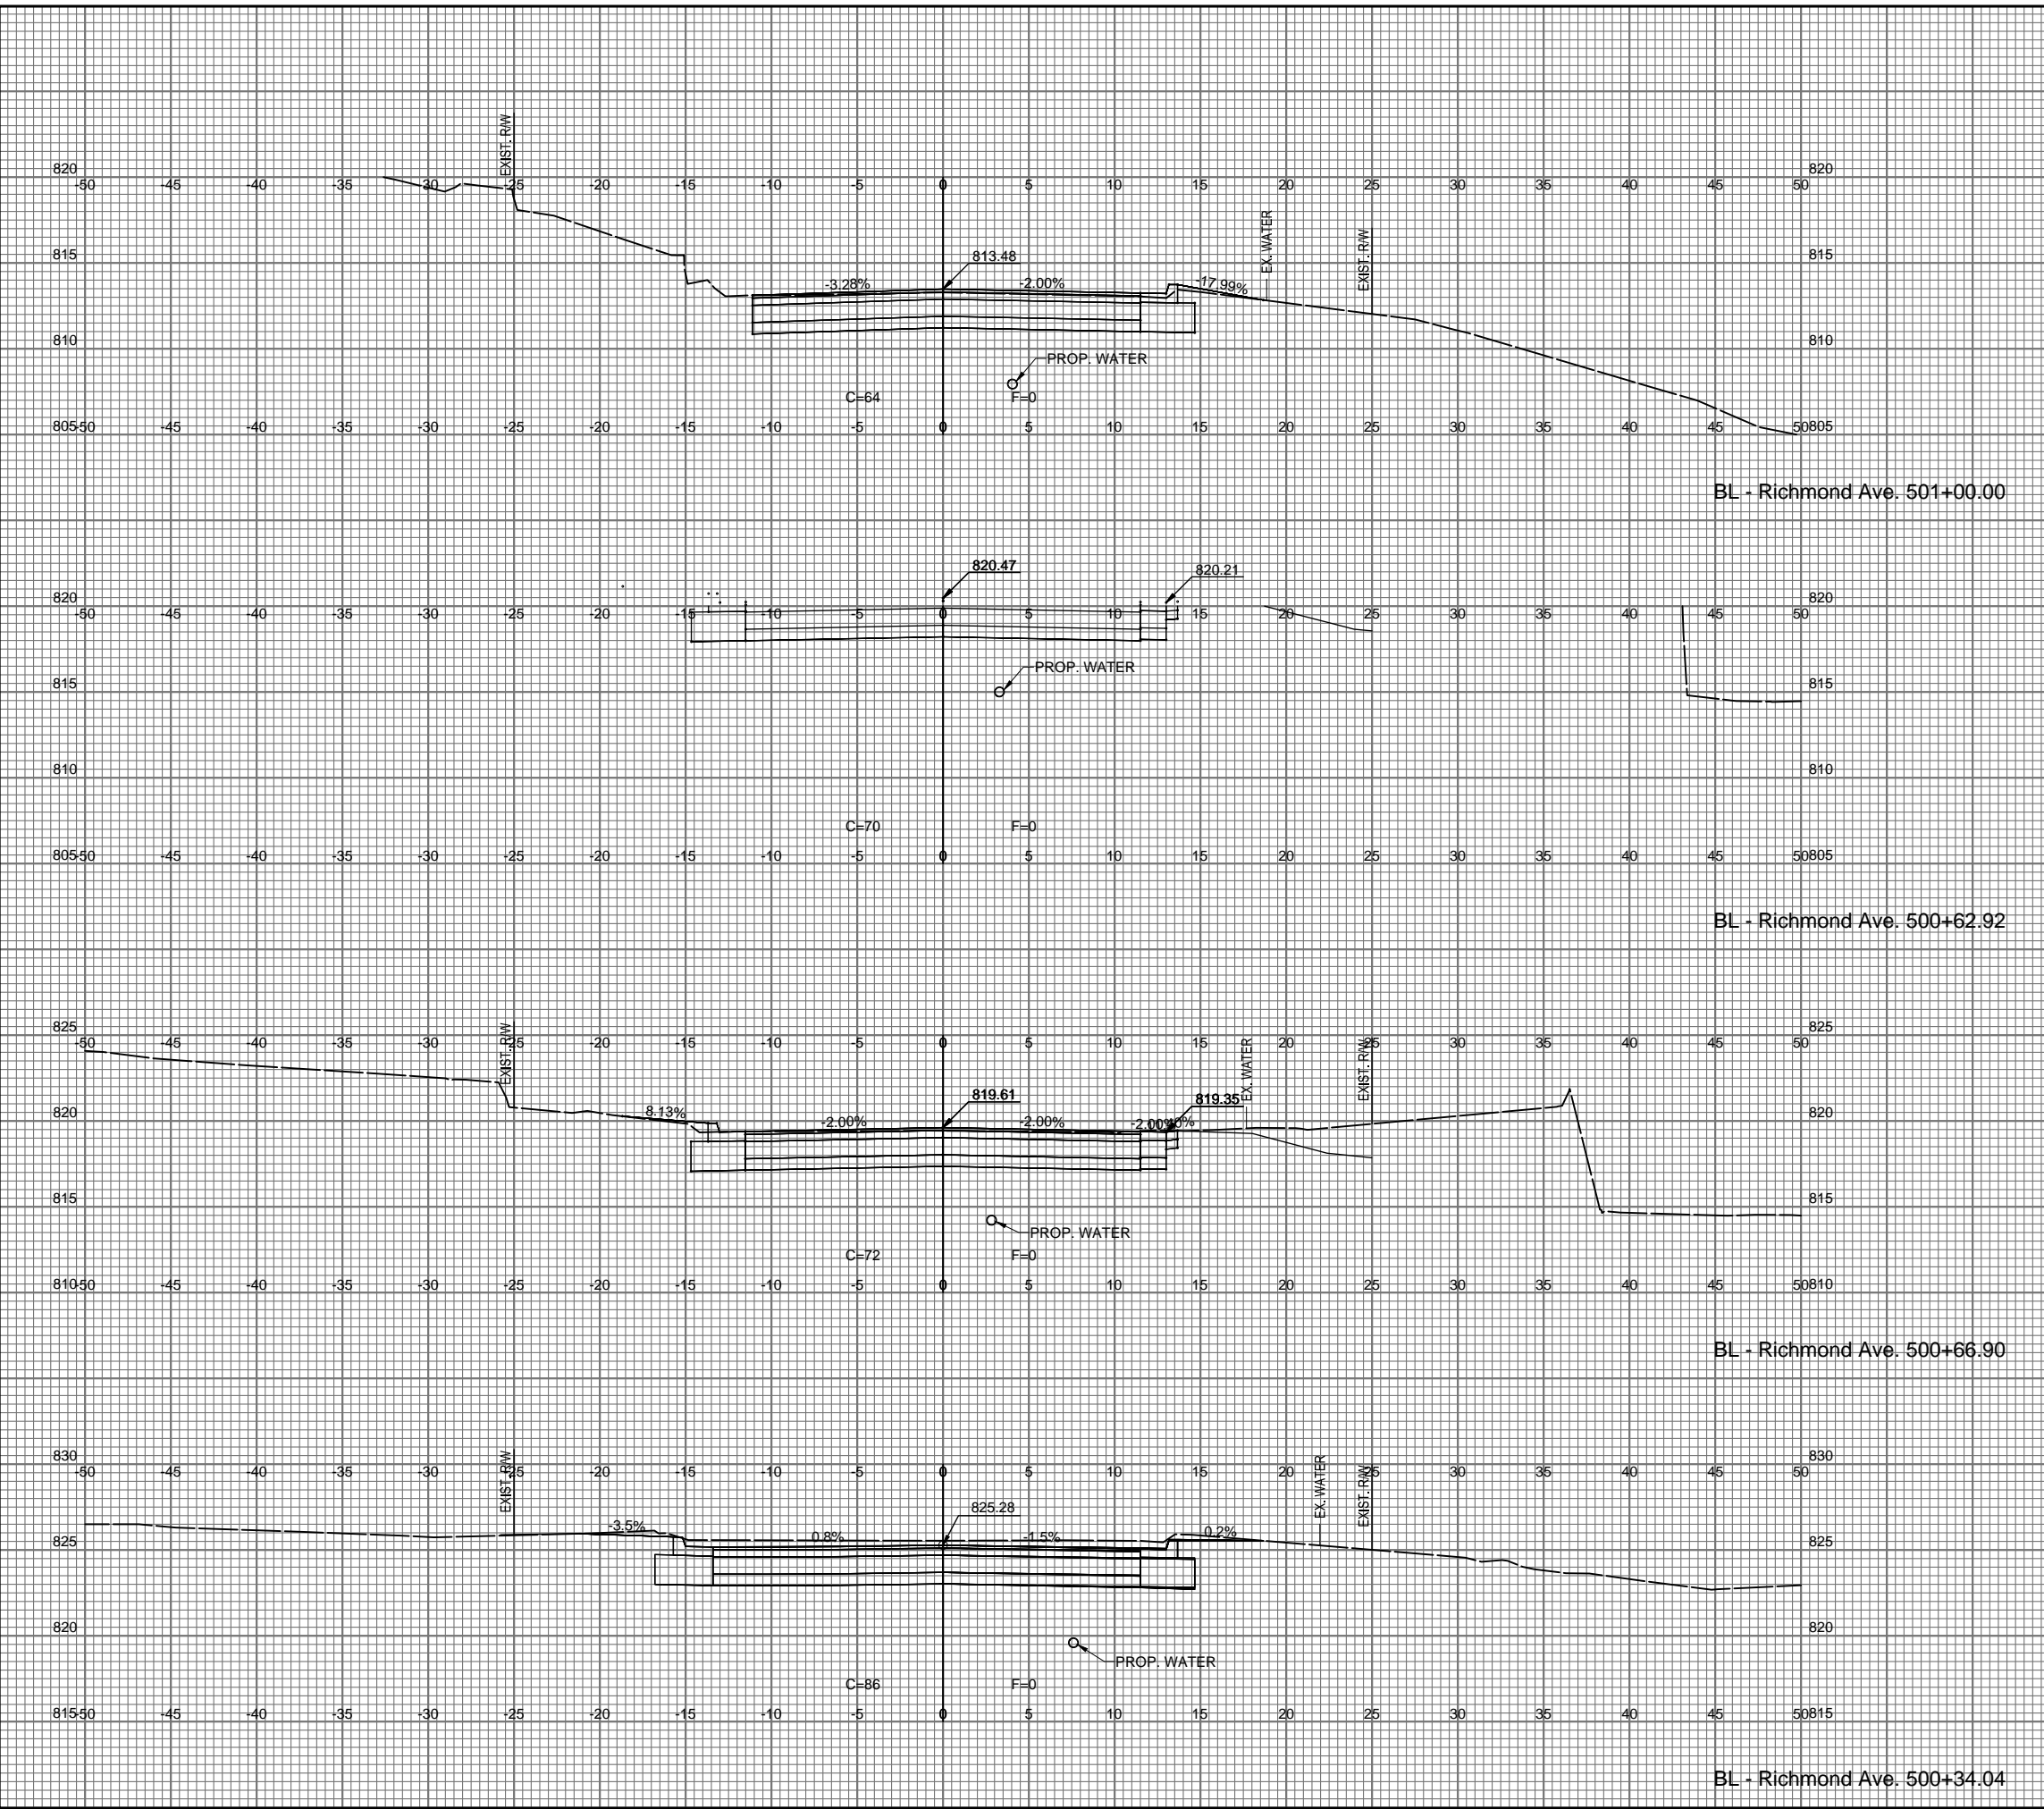 EXIST. R/W
820 820
-50 -45 -40 -35 -30 -25 -20 -15 -10 -5 0 5 10 15 20 25 30 35 40 45 50
EX. WATER
EXIST. R/W
815 813.48 815
-3.28% -2.00% -17.99%
810 810
PROP. WATER
C=64 F=0
805 -50 -45 -40 -35 -30 -25 -20 -15 -10 -5 0 5 10 15 20 25 30 35 40 45 50 805
BL - Richmond Ave. 501+00.00
820.47 820.21
820 820
-50 -45 -40 -35 -30 -25 -20 -15 -10 -5 0 5 10 15 20 25 30 35 40 45 50
PROP. WATER
815 815
810 810
C=70 F=0
805 -50 -45 -40 -35 -30 -25 -20 -15 -10 -5 0 5 10 15 20 25 30 35 40 45 50 805
BL - Richmond Ave. 500+62.92
825 825
-50 -45 -40 -35 -30 -25 -20 -15 -10 -5 0 5 10 15 20 25 30 35 40 45 50
EXIST. R/W
EX. WATER
EXIST. R/W
819.61 819.35
820 8.13% 820
-2.00% -2.00% -2.00%
815 815
PROP. WATER
C=72 F=0
810 -50 -45 -40 -35 -30 -25 -20 -15 -10 -5 0 5 10 15 20 25 30 35 40 45 50 810
BL - Richmond Ave. 500+66.90
830 830
-50 -45 -40 -35 -30 -25 -20 -15 -10 -5 0 5 10 15 20 25 30 35 40 45 50
EXIST. R/W
EX. WATER
EXIST. R/W
825.28
-3.5% 0.2%
825 0.8% -1.5% 825
820 820
PROP. WATER
C=86 F=0
815 -50 -45 -40 -35 -30 -25 -20 -15 -10 -5 0 5 10 15 20 25 30 35 40 45 50 815
BL - Richmond Ave. 500+34.04